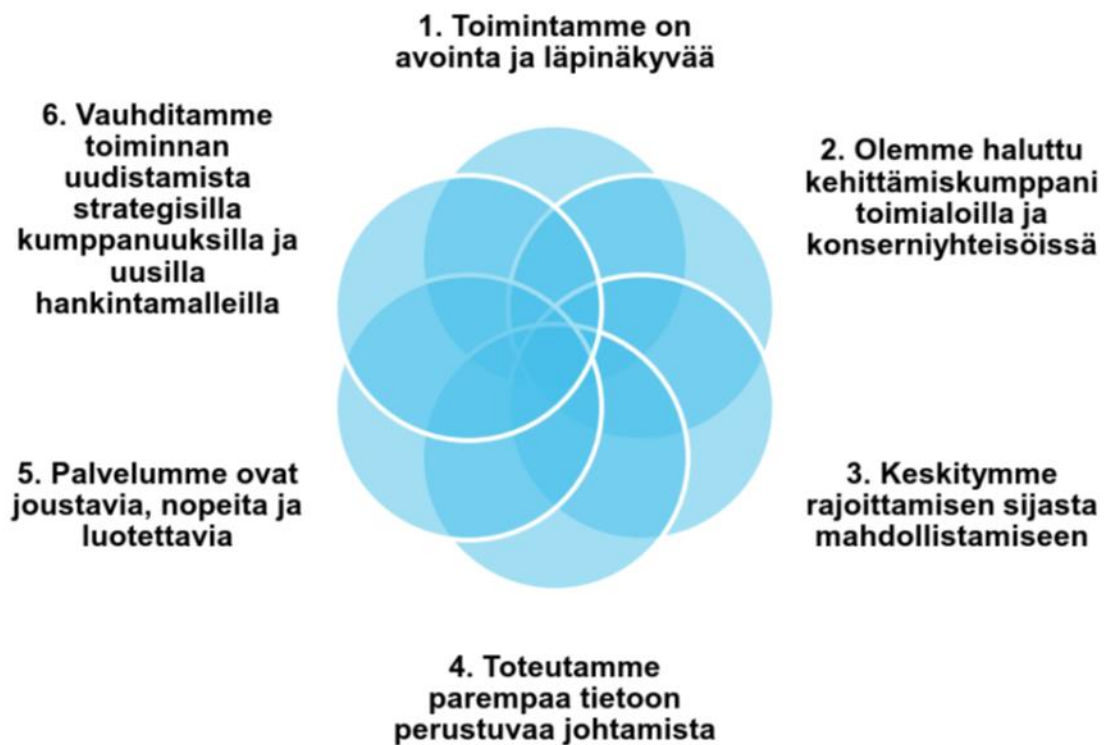 1. Toimintamme on
avointa ja läpinäkyvää
2. Olemme haluttu
kehittämiskumppani
toimialoilla ja
konserniyhteisöissä
3. Keskitymme
rajoittamisen sijasta
mahdollistamiseen
4. Toteutamme
parempaa tietoon
perustuvaa johtamista
5. Palvelumme ovat
joustavia, nopeita ja
luotettavia
6. Vauhditamme
toiminnan
uudistamista
strategisilla
kumppanuuksilla ja
uusilla
hankintamalleilla